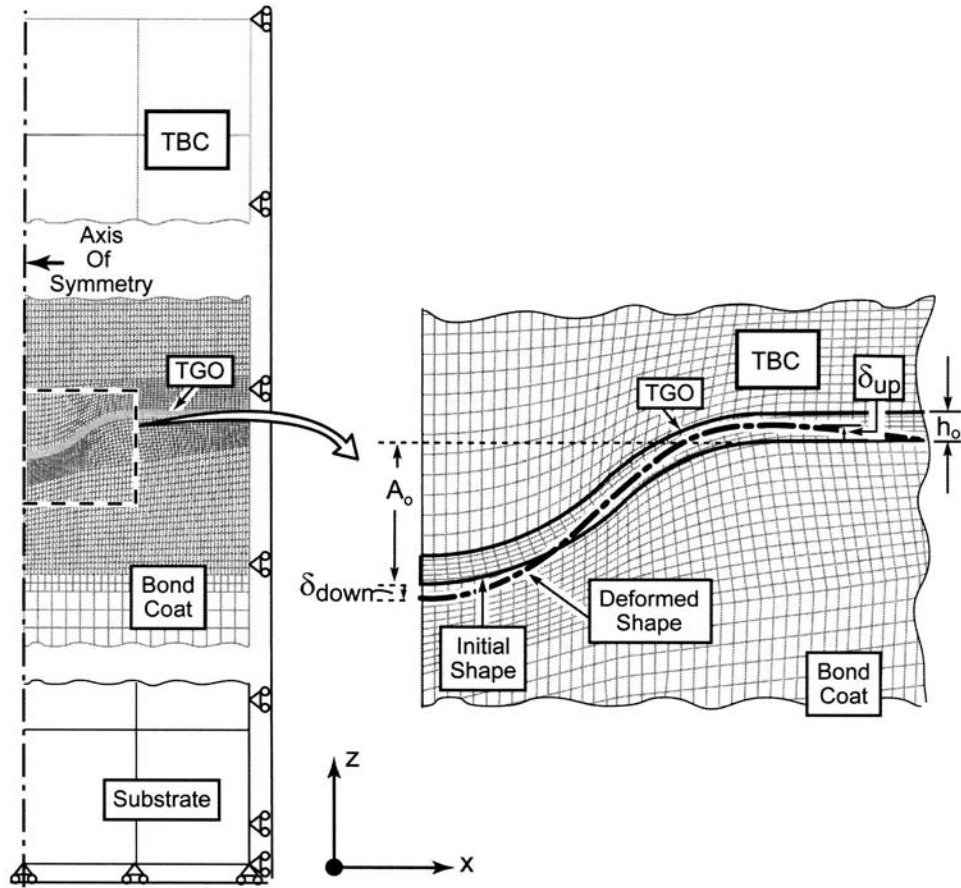 TBC
Axis
Of
Symmetry
TGO
Bond
Coat
Substrate
z
x
TBC
TGO
δup
ho
Ao
δdown
Initial
Shape
Deformed
Shape
Bond
Coat